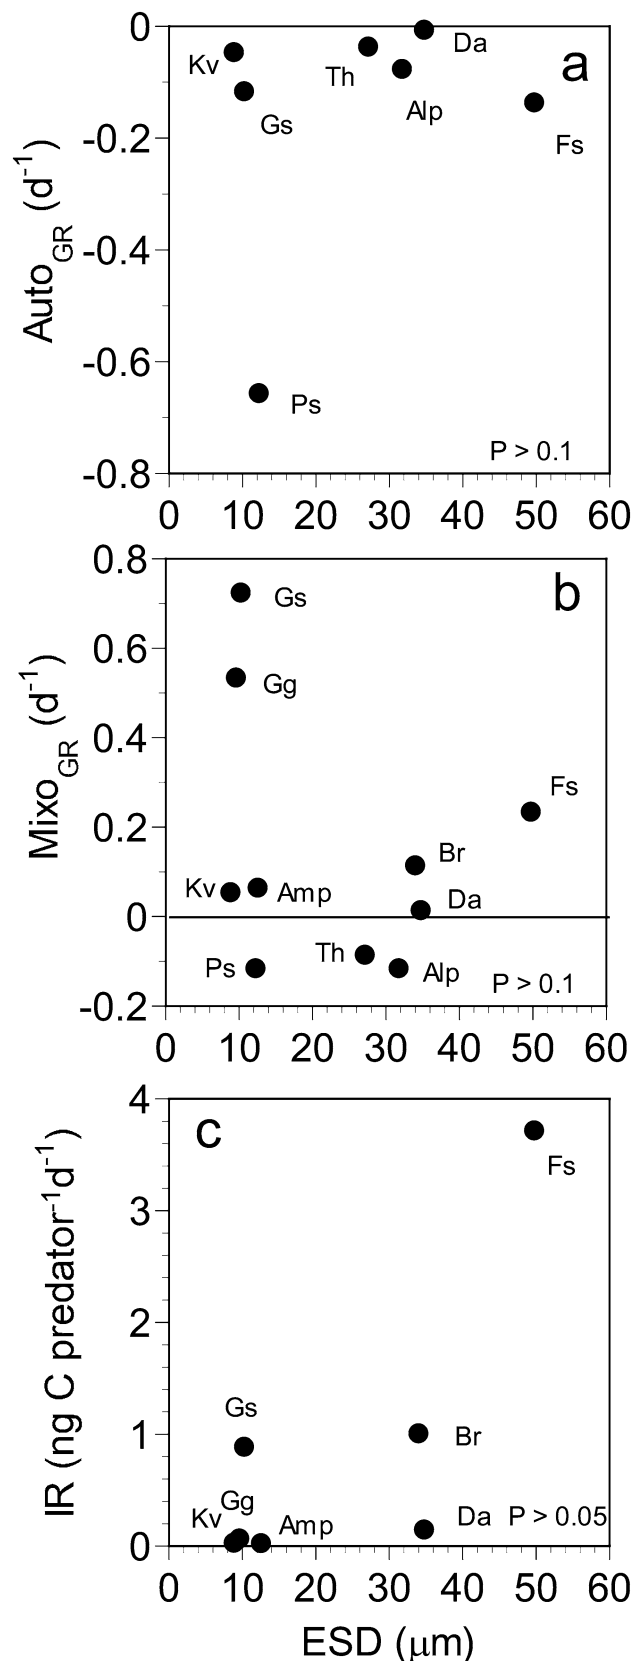 0
Da
a
Kv
Th
Alp
Gs
Fs
-0.2
-0.4
-0.6
Ps
P > 0.1
-0.8
Auto_GR (d⁻¹)
0 10 20 30 40 50 60
0.8
b
Gs
0.6
Gg
0.4
Fs
0.2
Br
Kv Amp
Da
0
Ps Th Alp
P > 0.1
-0.2
Mixo_GR (d⁻¹)
0 10 20 30 40 50 60
4
c
Fs
3
2
Gs
1
Br
Gg
Kv
Amp
Da P > 0.05
0
IR (ng C predator⁻¹d⁻¹)
0 10 20 30 40 50 60
ESD (μm)